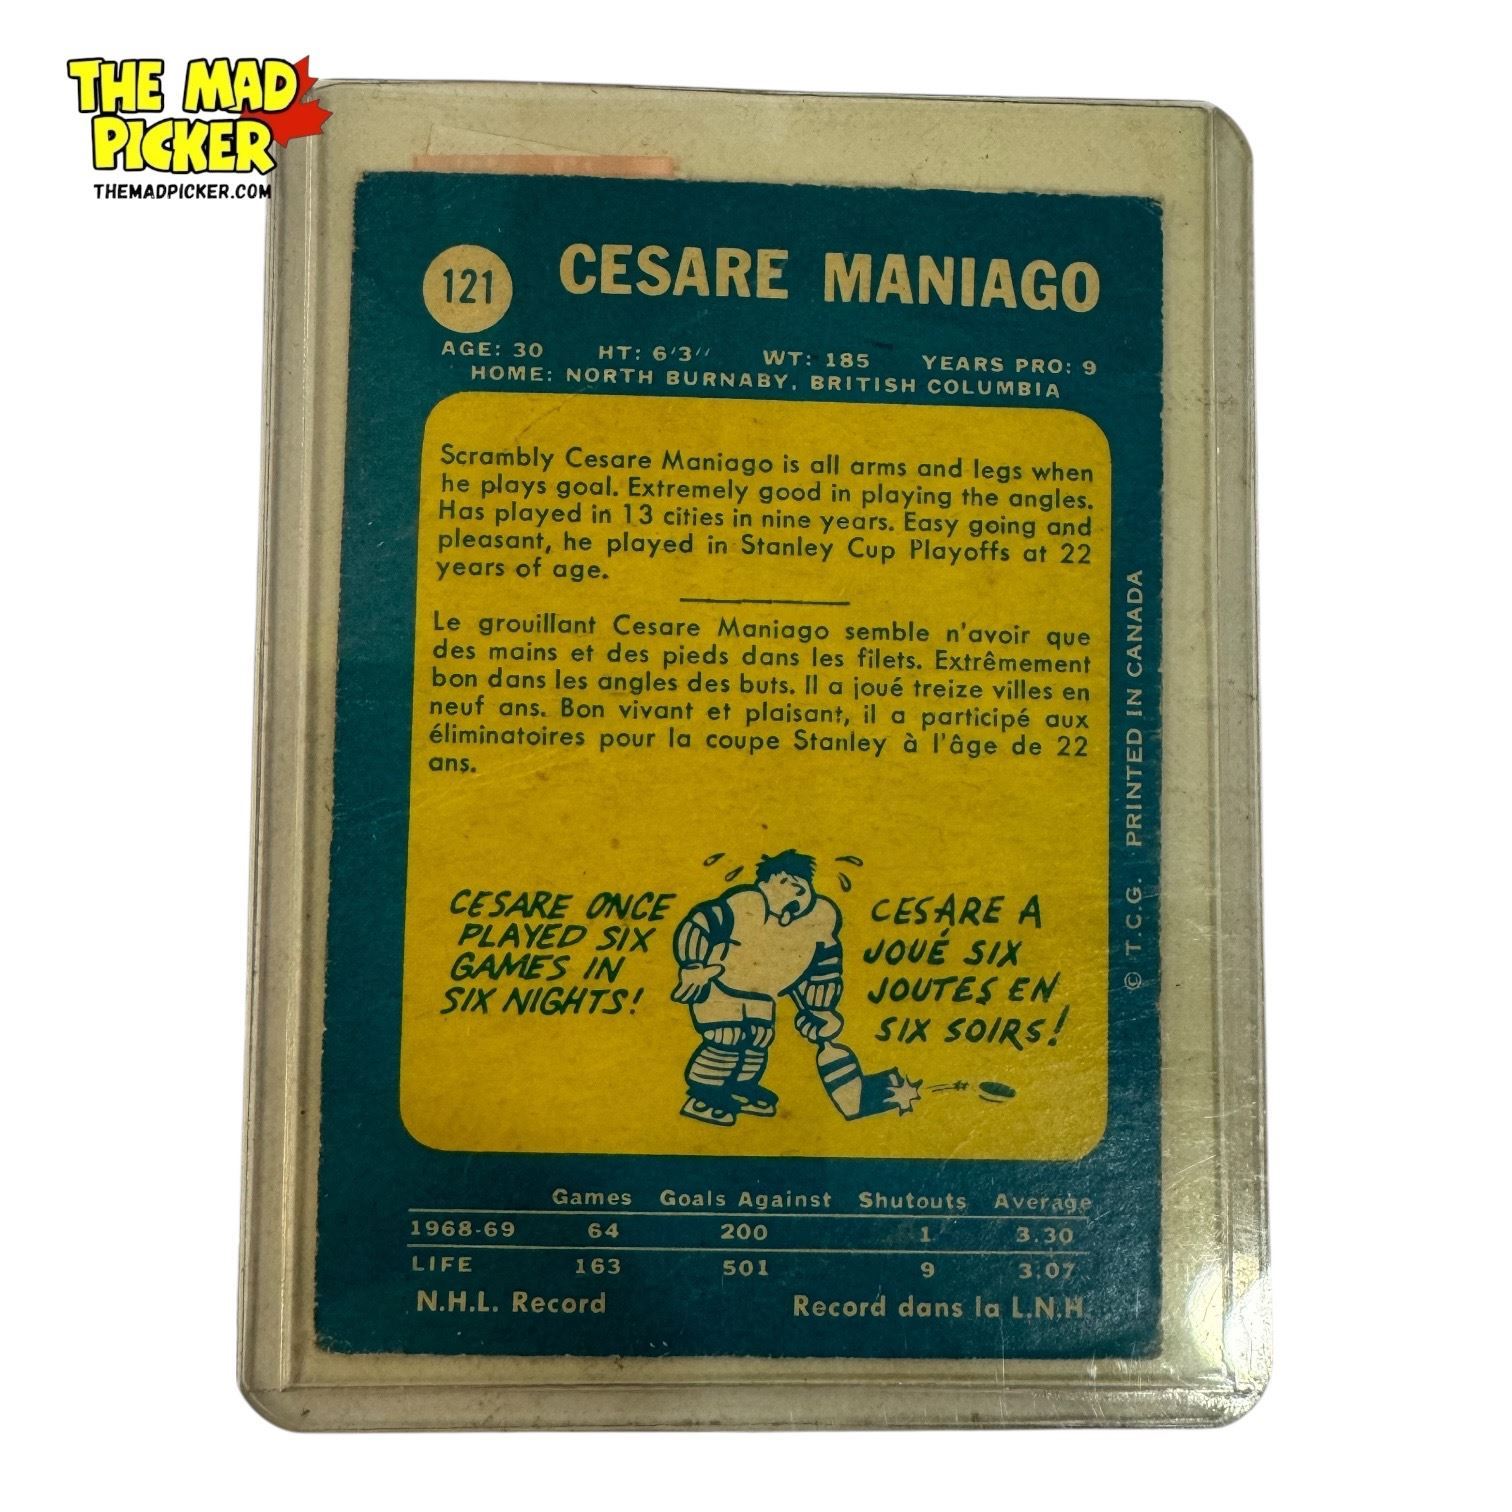 THE MAD
PICKER
THEMADPICKER.COM
121 CESARE MANIAGO
AGE: 30 HT: 6'3" WT: 185 YEARS PRO: 9
HOME: NORTH BURNABY, BRITISH COLUMBIA
Scrambly Cesare Maniago is all arms and legs when
he plays goal. Extremely good in playing the angles.
Has played in 13 cities in nine years. Easy going and
pleasant, he played in Stanley Cup Playoffs at 22
years of age.
Le grouillant Cesare Maniago semble n'avoir que
des mains et des pieds dans les filets. Extrêmement
bon dans les angles des buts. Il a joué treize villes en
neuf ans. Bon vivant et plaisant, il a participé aux
éliminatoires pour la coupe Stanley à l'âge de 22
ans.
CESARE ONCE
PLAYED SIX
GAMES IN
SIX NIGHTS!
CESARE A
JOUÉ SIX
JOUTES EN
SIX SOIRS!
© T.C.G. PRINTED IN CANADA
Games Goals Against Shutouts Average
1968-69 64 200 1 3.30
LIFE 163 501 9 3.07
N.H.L. Record Record dans la L.N.H.